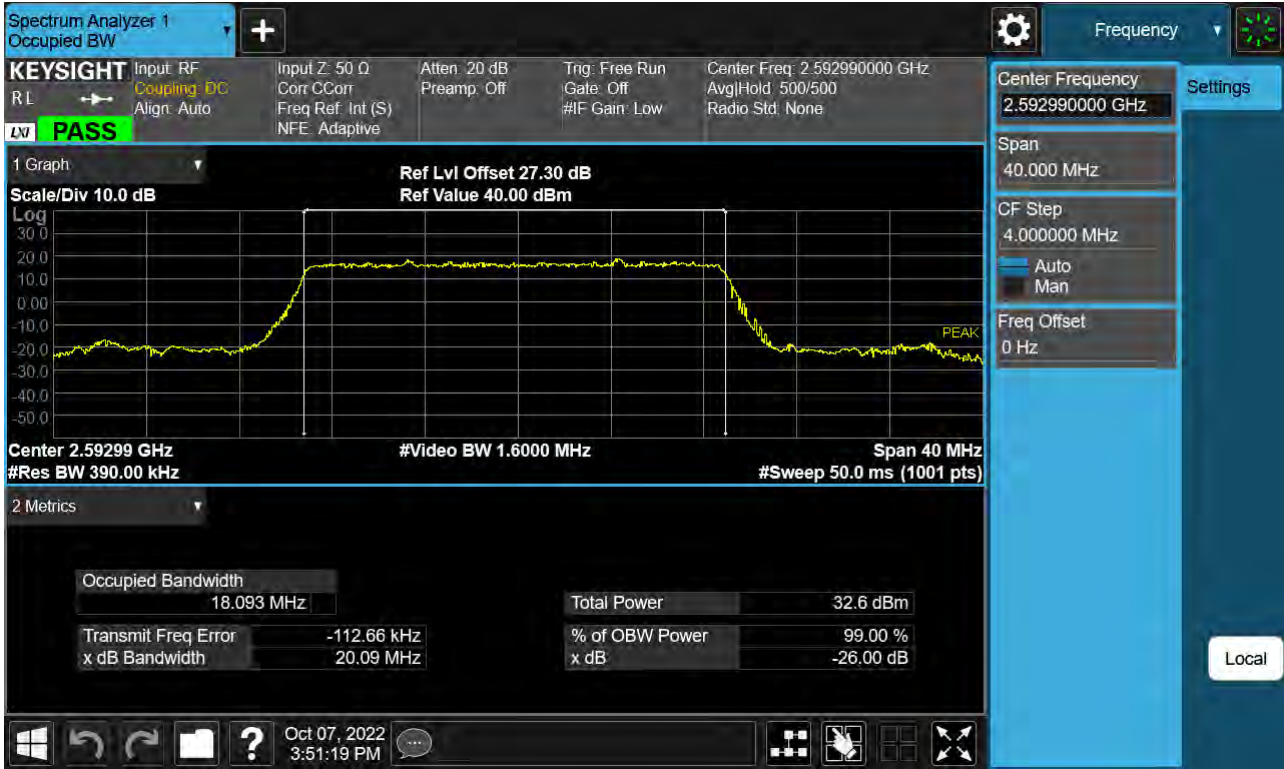 Spectrum Analyzer 1
Occupied BW
Frequency
KEYSIGHT
R L
LXI
PASS
Input: RF
Coupling: DC
Align: Auto
Input Z: 50 Ω
Corr CCorr
Freq Ref: Int (S)
NFE: Adaptive
Atten: 20 dB
Preamp: Off
Trig: Free Run
Gate: Off
#IF Gain: Low
Center Freq: 2.592990000 GHz
Avg|Hold: 500/500
Radio Std: None
Center Frequency
2.592990000 GHz
Settings
Span
40.000 MHz
CF Step
4.000000 MHz
Auto
Man
Freq Offset
0 Hz
Local
1 Graph
Scale/Div 10.0 dB
Ref Lvl Offset 27.30 dB
Ref Value 40.00 dBm
Log
30.0
20.0
10.0
0.00
-10.0
-20.0
-30.0
-40.0
-50.0
PEAK
Center 2.59299 GHz
#Video BW 1.6000 MHz
Span 40 MHz
#Res BW 390.00 kHz
#Sweep 50.0 ms (1001 pts)
2 Metrics
Occupied Bandwidth
18.093 MHz
Total Power 32.6 dBm
Transmit Freq Error -112.66 kHz
% of OBW Power 99.00 %
x dB Bandwidth 20.09 MHz
x dB -26.00 dB
?
Oct 07, 2022
3:51:19 PM